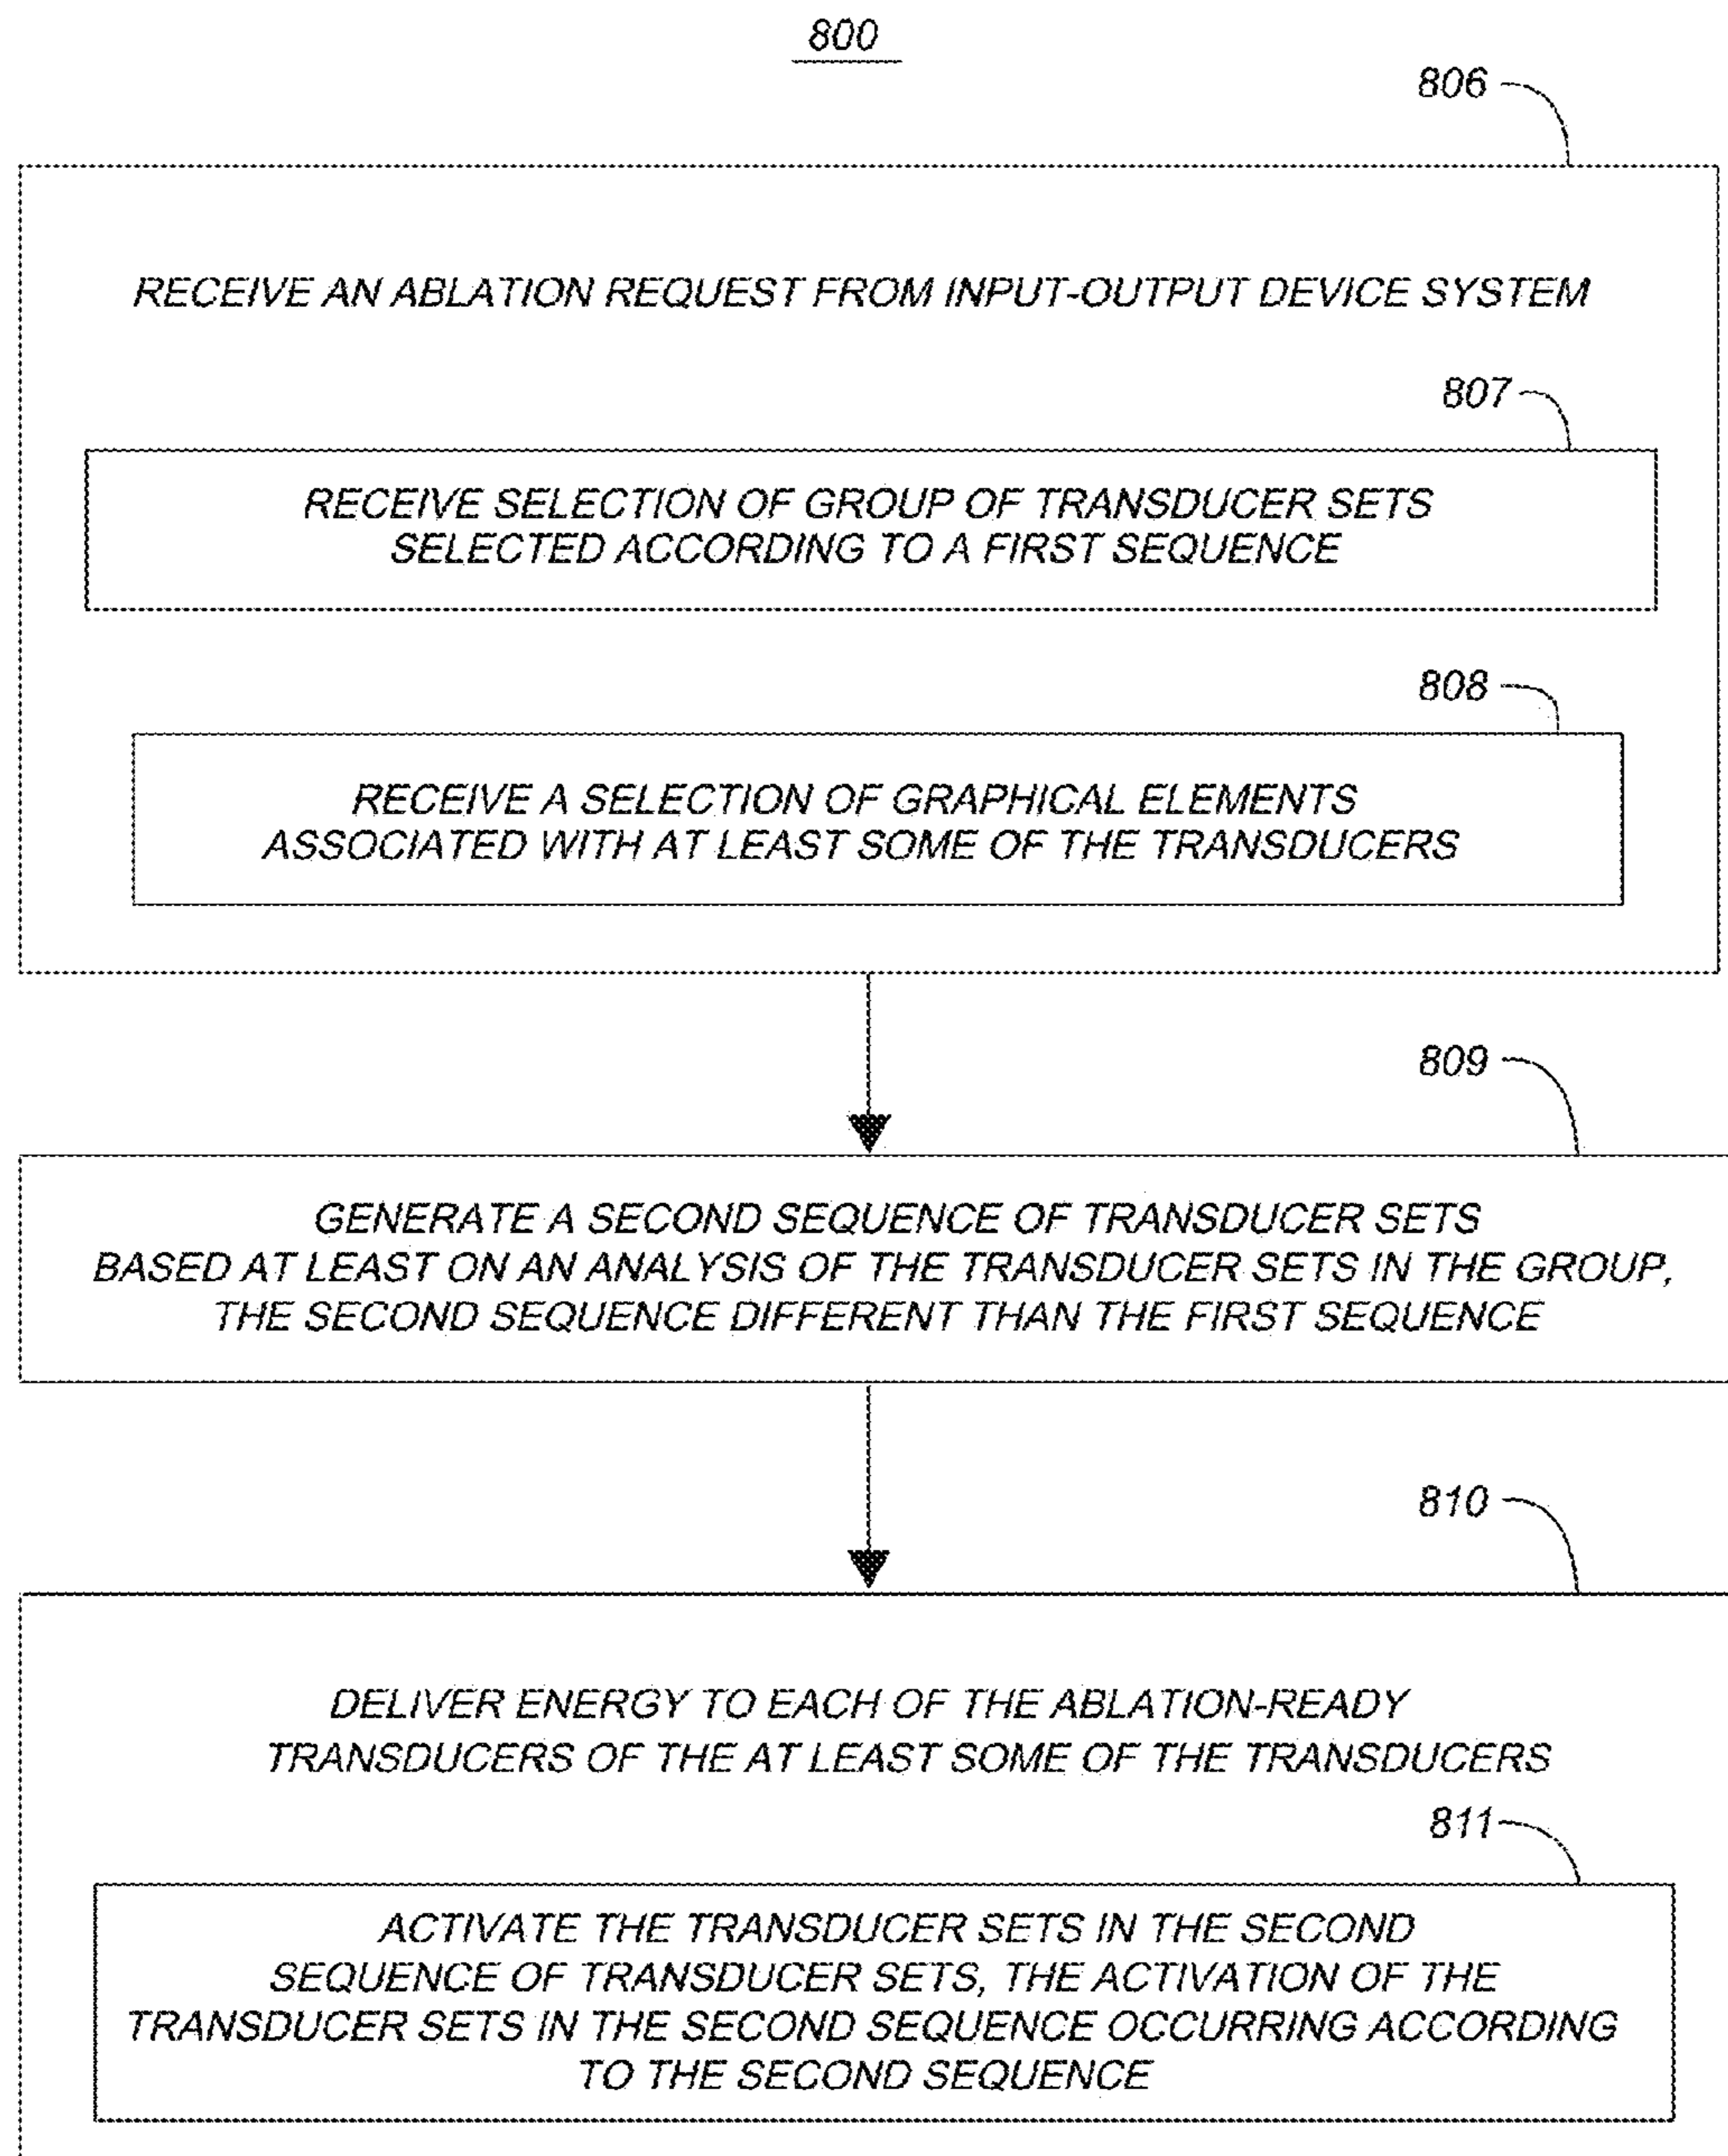 800
806
RECEIVE AN ABLATION REQUEST FROM INPUT-OUTPUT DEVICE SYSTEM
807
RECEIVE SELECTION OF GROUP OF TRANSDUCER SETS
SELECTED ACCORDING TO A FIRST SEQUENCE
808
RECEIVE A SELECTION OF GRAPHICAL ELEMENTS
ASSOCIATED WITH AT LEAST SOME OF THE TRANSDUCERS
809
GENERATE A SECOND SEQUENCE OF TRANSDUCER SETS
BASED AT LEAST ON AN ANALYSIS OF THE TRANSDUCER SETS IN THE GROUP,
THE SECOND SEQUENCE DIFFERENT THAN THE FIRST SEQUENCE
810
DELIVER ENERGY TO EACH OF THE ABLATION-READY
TRANSDUCERS OF THE AT LEAST SOME OF THE TRANSDUCERS
811
ACTIVATE THE TRANSDUCER SETS IN THE SECOND
SEQUENCE OF TRANSDUCER SETS, THE ACTIVATION OF THE
TRANSDUCER SETS IN THE SECOND SEQUENCE OCCURRING ACCORDING
TO THE SECOND SEQUENCE